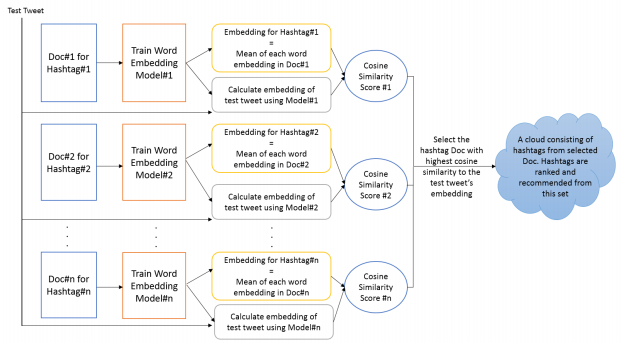 Test Tweet
Doc#1 for
Hashtag#1
Train Word
Embedding
Model#1
Embedding for Hashtag#1
=
Mean of each word
embedding in Doc#1
Calculate embedding of
test tweet using Model#1
Cosine
Similarity
Score #1
Doc#2 for
Hashtag#2
Train Word
Embedding
Model#2
Embedding for Hashtag#2
=
Mean of each word
embedding in Doc#2
Calculate embedding of
test tweet using Model#2
Cosine
Similarity
Score #2
Doc#n for
Hashtag#n
Train Word
Embedding
Model#n
Embedding for Hashtag#n
=
Mean of each word
embedding in Doc#n
Calculate embedding of
test tweet using Model#n
Cosine
Similarity
Score #n
Select the
hashtag Doc with
highest cosine
similarity to the
test tweet's
embedding
A cloud consisting of
hashtags from selected
Doc. Hashtags are
ranked and
recommended from
this set